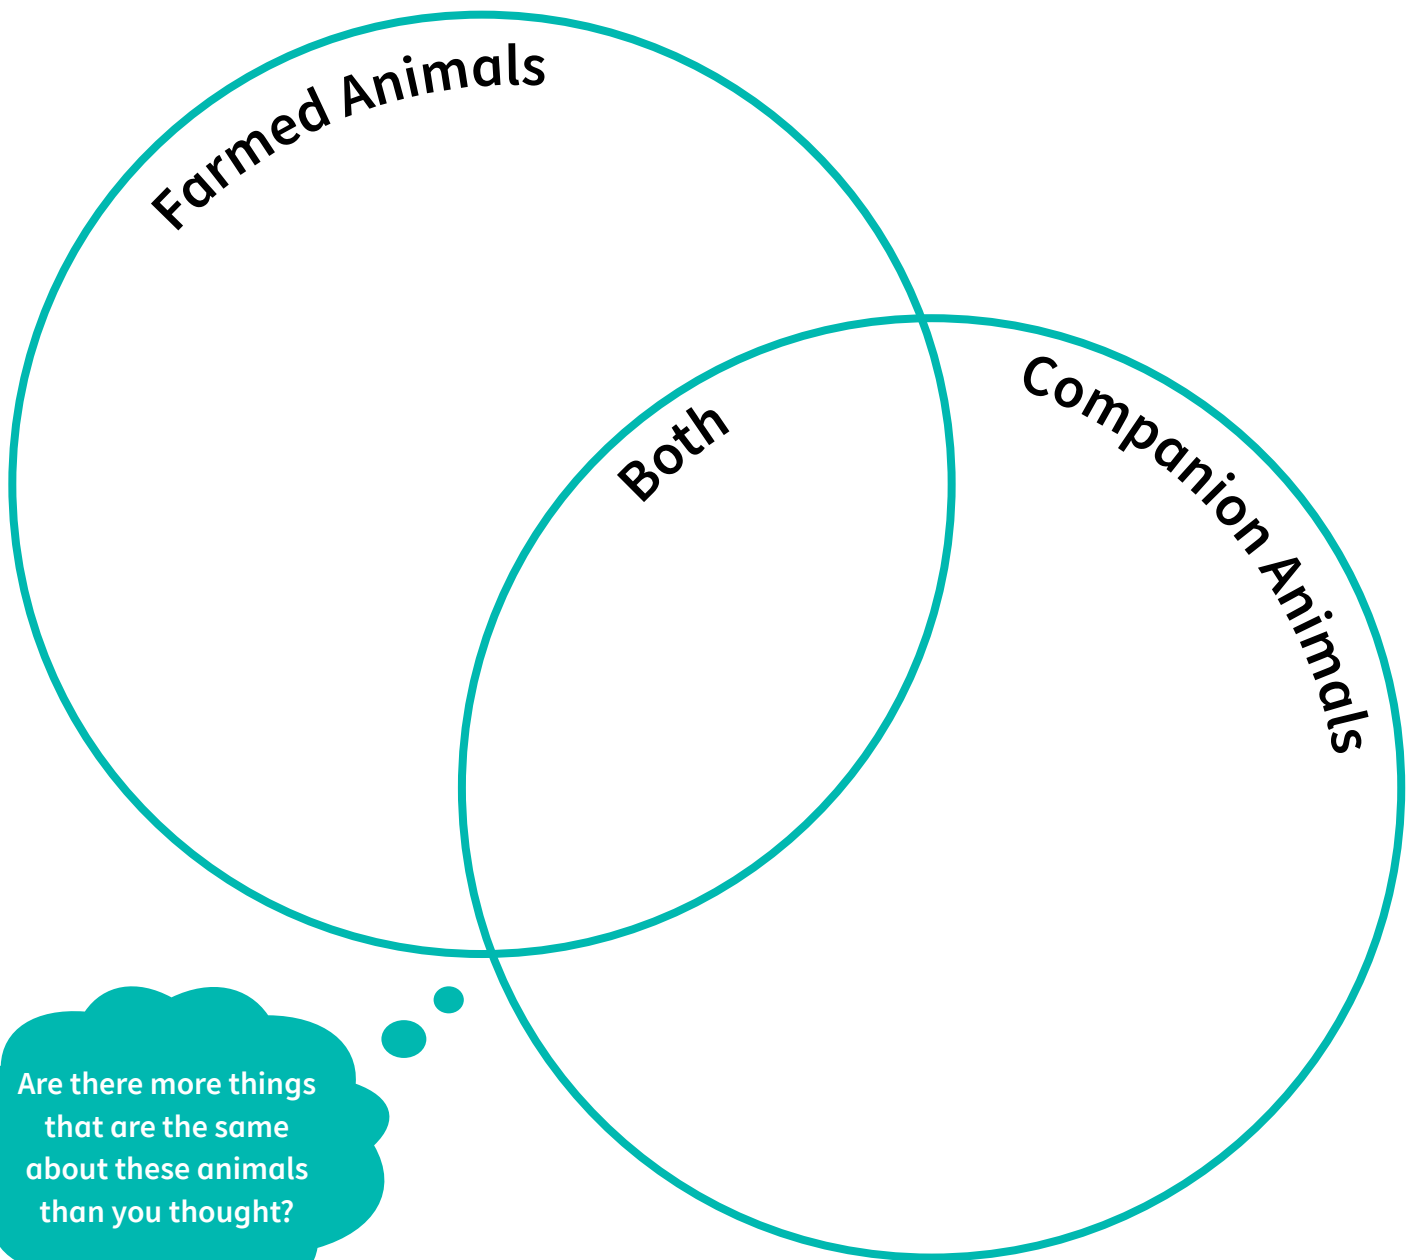 Farmed Animals
Both
Companion Animals
Are there more things
that are the same
about these animals
than you thought?